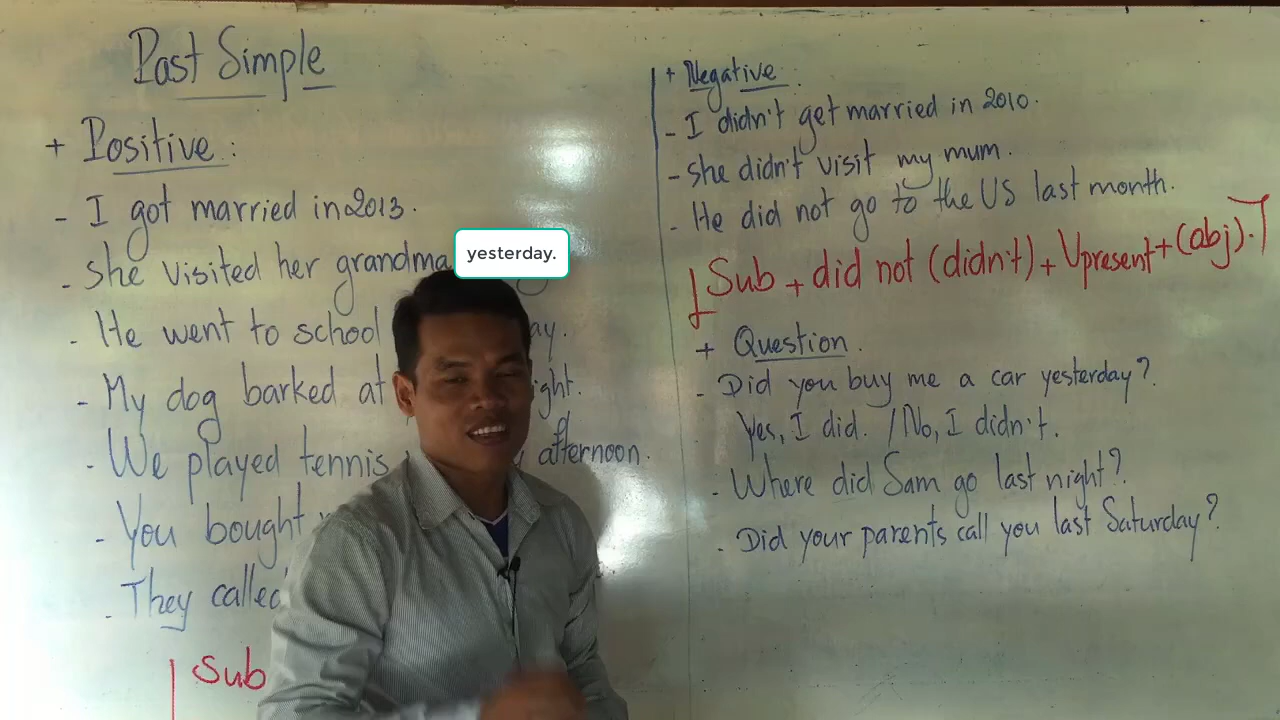 Past Simple
+ Positive:
- I got married in 2013.
- She visited her grandma
yesterday.
- He went to school ay.
- My dog barked at ight.
- We played tennis afternoon.
- You bought
- They called
Sub
+ Negative:
- I didn't get married in 2010.
- She didn't visit my mum.
- He did not go to the US last month.
[Sub + did not (didn't) + Vpresent + (obj).]
+ Question.
- Did you buy me a car yesterday?
Yes, I did. / No, I didn't.
- Where did Sam go last night?
- Did your parents call you last Saturday?